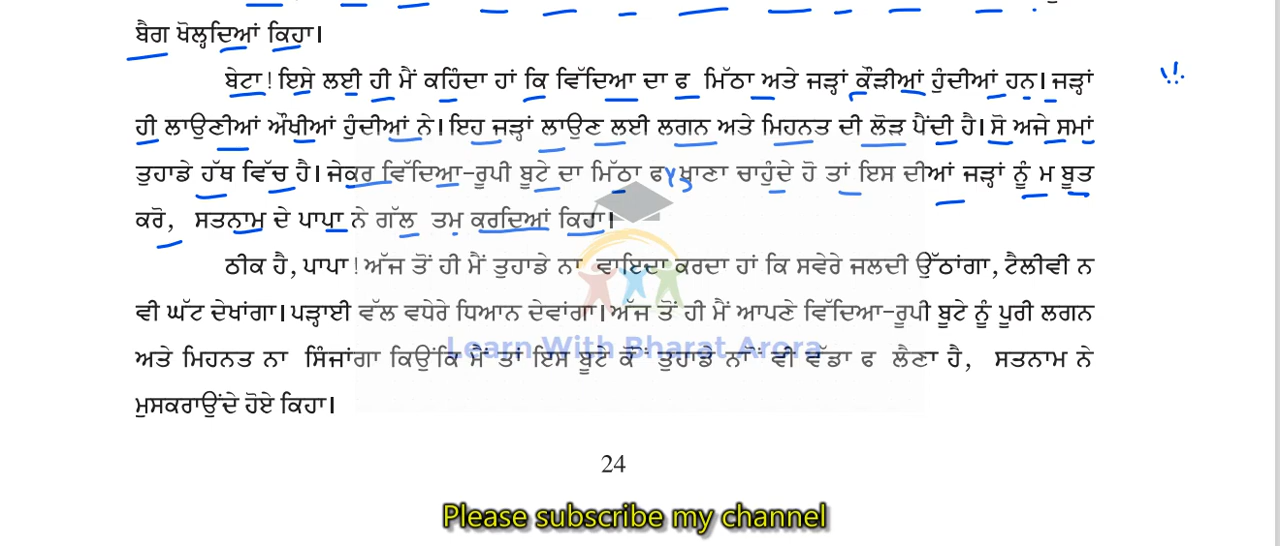 ਬੈਗ ਖੋਲ੍ਹਦਿਆਂ ਕਿਹਾ।
ਬੇਟਾ! ਇਸੇ ਲਈ ਹੀ ਮੈਂ ਕਹਿੰਦਾ ਹਾਂ ਕਿ ਵਿੱਦਿਆ ਦਾ ਫ ਮਿੱਠਾ ਅਤੇ ਜੜ੍ਹਾਂ ਕੌੜੀਆਂ ਹੁੰਦੀਆਂ ਹਨ। ਜੜ੍ਹਾਂ
ਹੀ ਲਾਉਣੀਆਂ ਔਖੀਆਂ ਹੁੰਦੀਆਂ ਨੇ। ਇਹ ਜੜ੍ਹਾਂ ਲਾਉਣ ਲਈ ਲਗਨ ਅਤੇ ਮਿਹਨਤ ਦੀ ਲੋੜ ਪੈਂਦੀ ਹੈ। ਸੋ ਅਜੇ ਸਮਾਂ
ਤੁਹਾਡੇ ਹੱਥ ਵਿੱਚ ਹੈ। ਜੇਕਰ ਵਿੱਦਿਆ-ਰੂਪੀ ਬੂਟੇ ਦਾ ਮਿੱਠਾ ਫ ਖਾਣਾ ਚਾਹੁੰਦੇ ਹੋ ਤਾਂ ਇਸ ਦੀਆਂ ਜੜ੍ਹਾਂ ਨੂੰ ਮ ਬੂਤ
ਕਰੋ, ਸਤਨਾਮ ਦੇ ਪਾਪਾ ਨੇ ਗੱਲ ਤਮ ਕਰਦਿਆਂ ਕਿਹਾ।
ਠੀਕ ਹੈ, ਪਾਪਾ! ਅੱਜ ਤੋਂ ਹੀ ਮੈਂ ਤੁਹਾਡੇ ਨਾ ਵਾਇਦਾ ਕਰਦਾ ਹਾਂ ਕਿ ਸਵੇਰੇ ਜਲਦੀ ਉੱਠਾਂਗਾ, ਟੈਲੀਵੀ ਨ
ਵੀ ਘੱਟ ਦੇਖਾਂਗਾ। ਪੜ੍ਹਾਈ ਵੱਲ ਵਧੇਰੇ ਧਿਆਨ ਦੇਵਾਂਗਾ। ਅੱਜ ਤੋਂ ਹੀ ਮੈਂ ਆਪਣੇ ਵਿੱਦਿਆ-ਰੂਪੀ ਬੂਟੇ ਨੂੰ ਪੂਰੀ ਲਗਨ
ਅਤੇ ਮਿਹਨਤ ਨਾ ਸਿੰਜਾਂਗਾ ਕਿਉਂਕਿ ਮੈਂ ਤਾਂ ਇਸ ਬੂਟੇ ਕੋਂ ਤੁਹਾਡੇ ਨਾੋਂ ਵੀ ਵੱਡਾ ਫ ਲੈਣਾ ਹੈ, ਸਤਨਾਮ ਨੇ
Learn With Bharat Arora
ਮੁਸਕਰਾਉਂਦੇ ਹੋਏ ਕਿਹਾ।
24
Please subscribe my channel